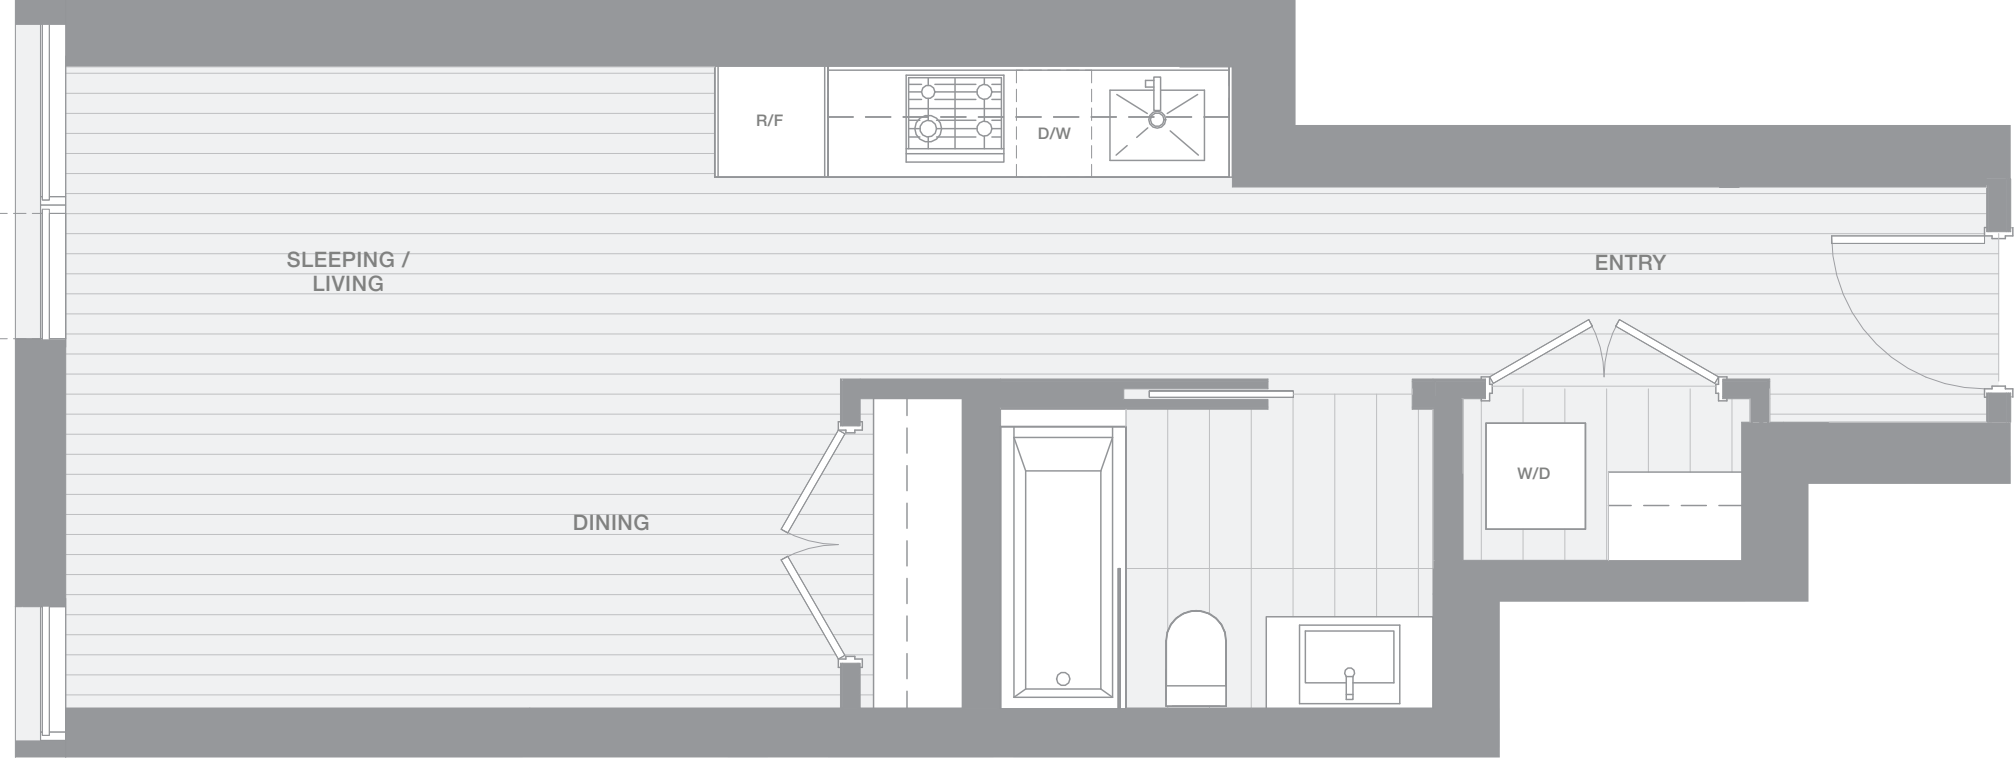 R/F
D/W
SLEEPING /
LIVING
ENTRY
W/D
DINING